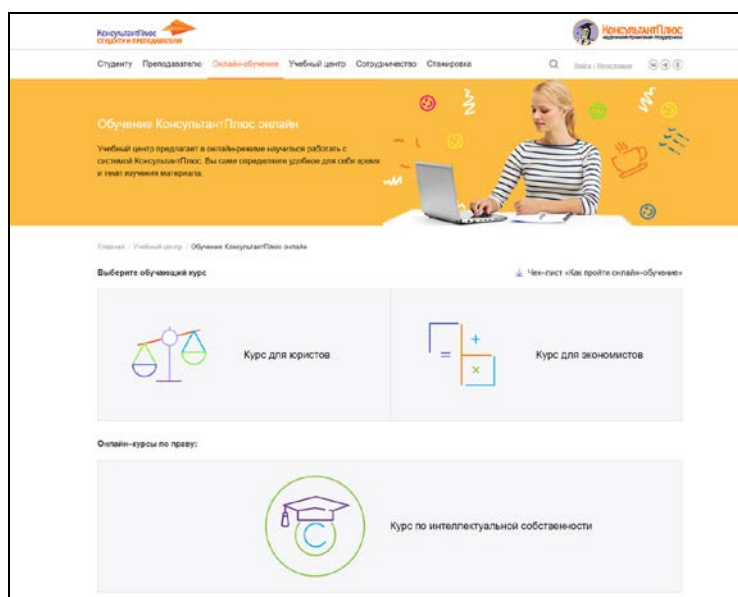 КонсультантПлюс
СТУДЕНТУ И ПРЕПОДАВАТЕЛЮ
КонсультантПлюс
Студенту Преподавателю Онлайн-обучение Учебный центр Сотрудничество Стажировка
Войти | Регистрация
Обучение КонсультантПлюс онлайн
Учебный центр предлагает в онлайн-режиме научиться работать с
системой КонсультантПлюс. Вы сами определяете удобное для себя время
и темп изучения материала.
Главная / Учебный центр / Обучение КонсультантПлюс онлайн
Выберите обучающий курс
Чек-лист «Как пройти онлайн-обучение»
Курс для юристов
Курс для экономистов
Онлайн-курсы по праву:
Курс по интеллектуальной собственности